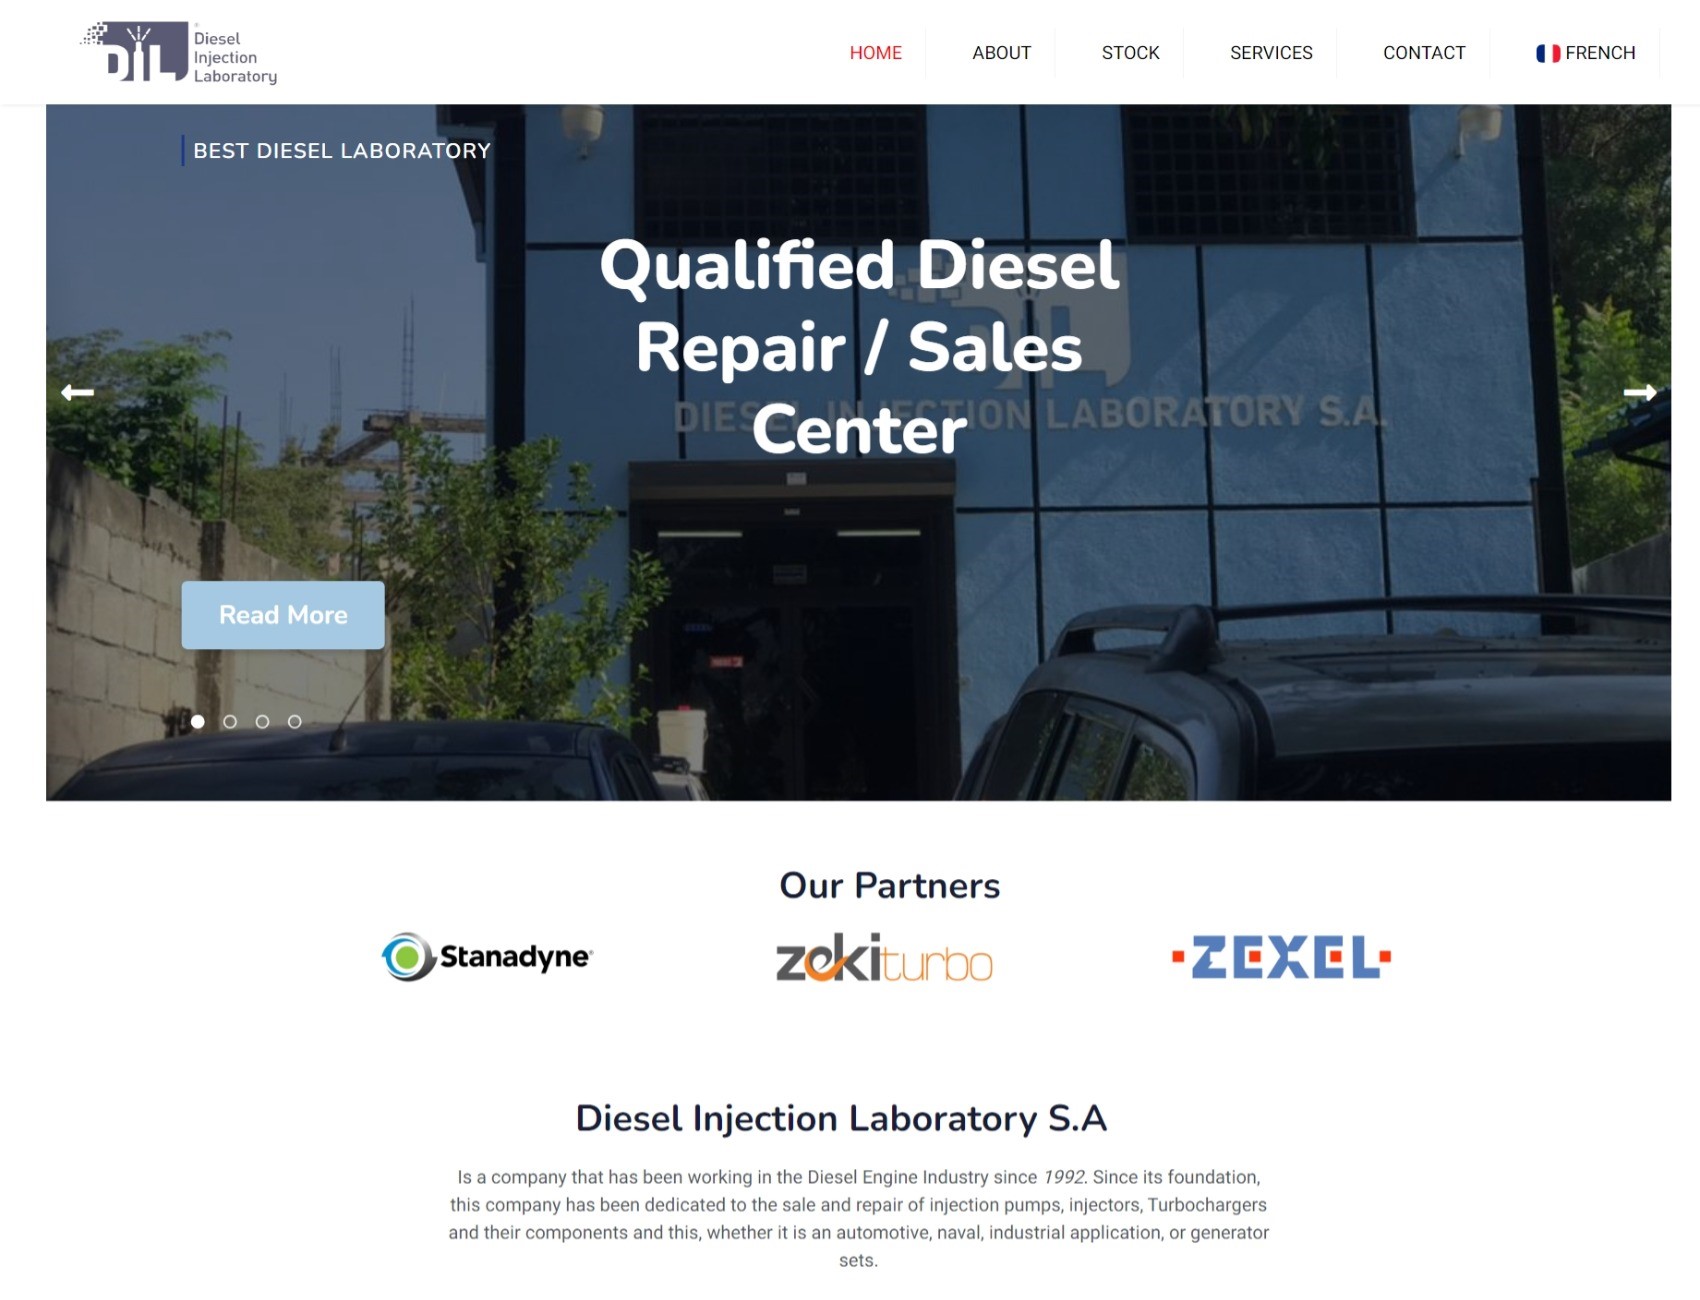 DIL
Diesel
Injection
Laboratory
HOME
ABOUT
STOCK
SERVICES
CONTACT
FRENCH
BEST DIESEL LABORATORY
Qualified Diesel
Repair / Sales
Center
DIL
DIESEL INJECTION LABORATORY S.A.
Read More
Our Partners
Stanadyne
zekiturbo
ZEXEL
Diesel Injection Laboratory S.A
Is a company that has been working in the Diesel Engine Industry since 1992. Since its foundation,
this company has been dedicated to the sale and repair of injection pumps, injectors, Turbochargers
and their components and this, whether it is an automotive, naval, industrial application, or generator
sets.